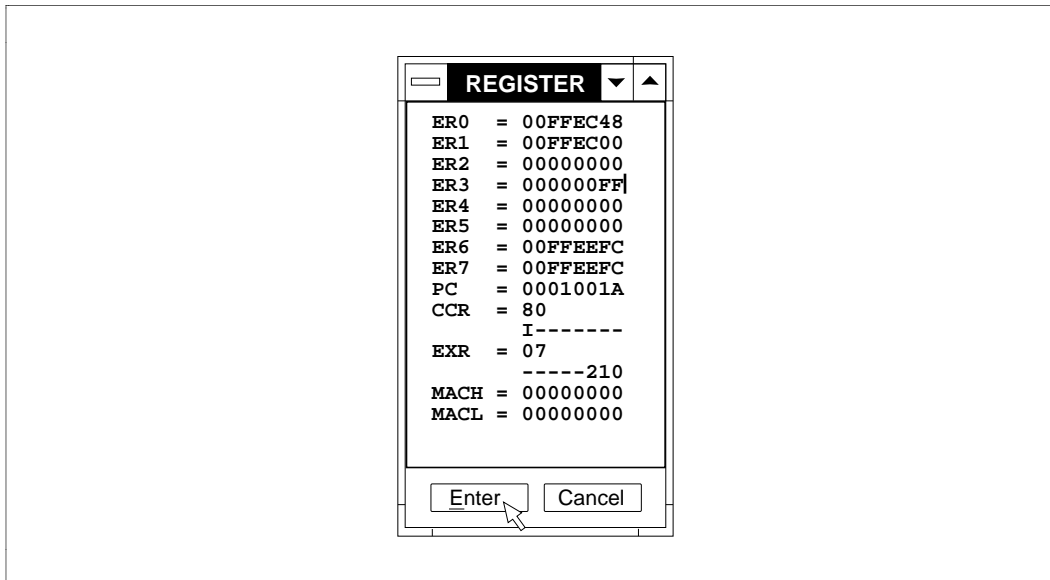 REGISTER
ER0 = 00FFEC48
ER1 = 00FFEC00
ER2 = 00000000
ER3 = 000000FF
ER4 = 00000000
ER5 = 00000000
ER6 = 00FFEEFC
ER7 = 00FFEEFC
PC = 0001001A
CCR = 80
I-------
EXR = 07
-----210
MACH = 00000000
MACL = 00000000
Enter Cancel